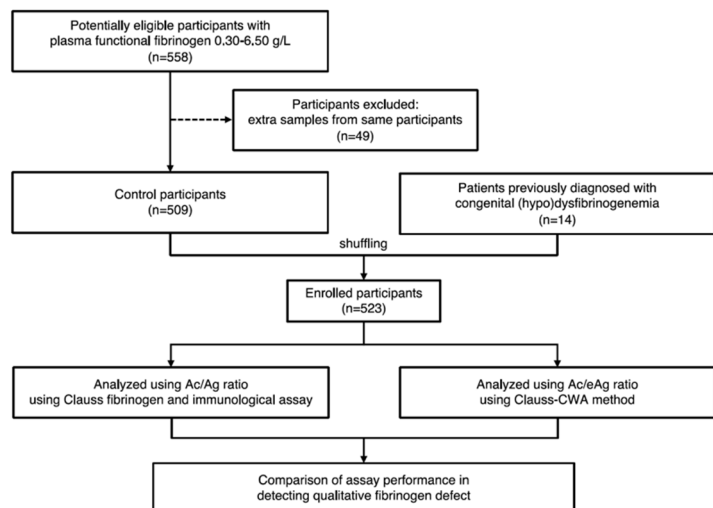 Potentially eligible participants with
plasma functional fibrinogen 0.30-6.50 g/L
(n=558)
Participants excluded:
extra samples from same participants
(n=49)
Control participants
(n=509)
Patients previously diagnosed with
congenital (hypo)dysfibrinogenemia
(n=14)
shuffling
Enrolled participants
(n=523)
Analyzed using Ac/Ag ratio
using Clauss fibrinogen and immunological assay
Analyzed using Ac/eAg ratio
using Clauss-CWA method
Comparison of assay performance in
detecting qualitative fibrinogen defect